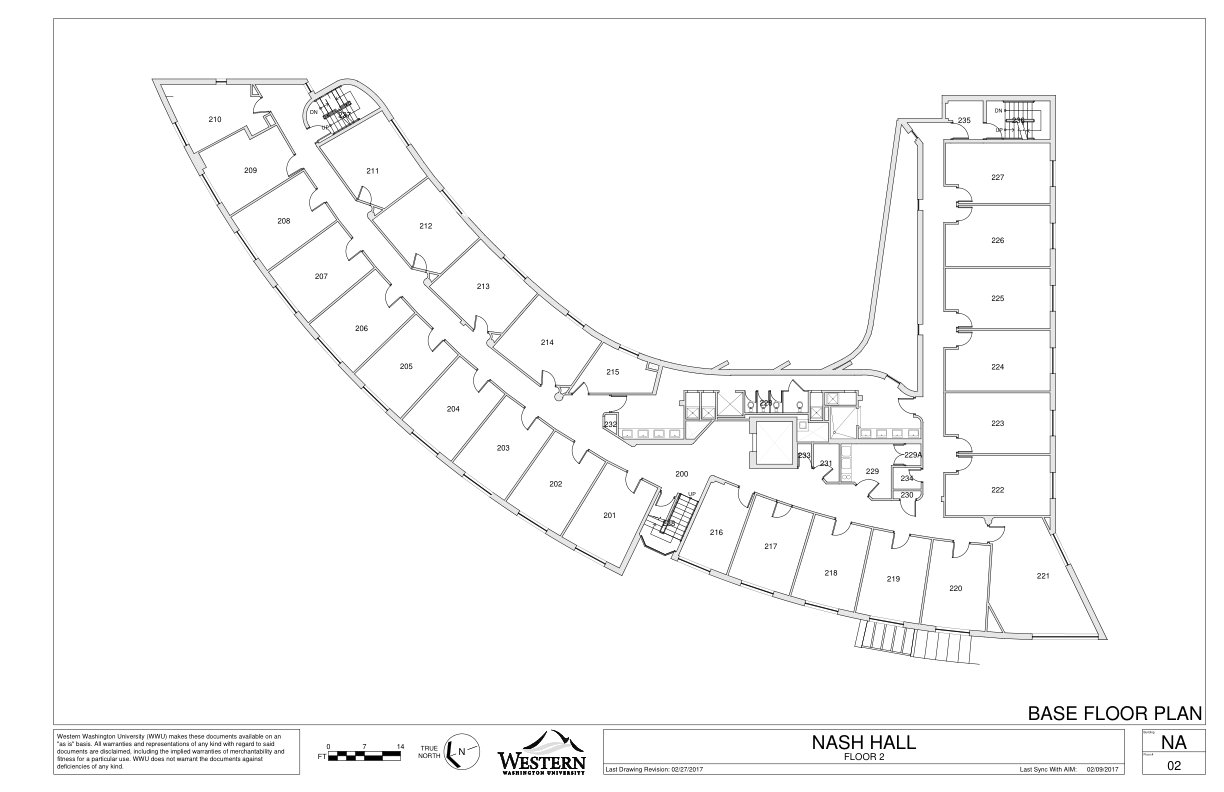 DN
237
UP
210
DN
235
236
UP
209
211
227
208
212
226
207
213
225
206
214
224
205
215
204
228
223
232
203
200
233
231
229
229A
234
202
222
230
UP
201
238
216
217
218
219
220
221
BASE FLOOR PLAN
Western Washington University (WWU) makes these documents available on an
"as is" basis. All warranties and representations of any kind with regard to said
documents are disclaimed, including the implied warranties of merchantability and
fitness for a particular use. WWU does not warrant the documents against
deficiencies of any kind.
0 7 14
FT
TRUE
NORTH
N
WESTERN
WASHINGTON UNIVERSITY
NASH HALL
FLOOR 2
Last Drawing Revision: 02/27/2017
Last Sync With AIM: 02/09/2017
Building
NA
Floor#
02